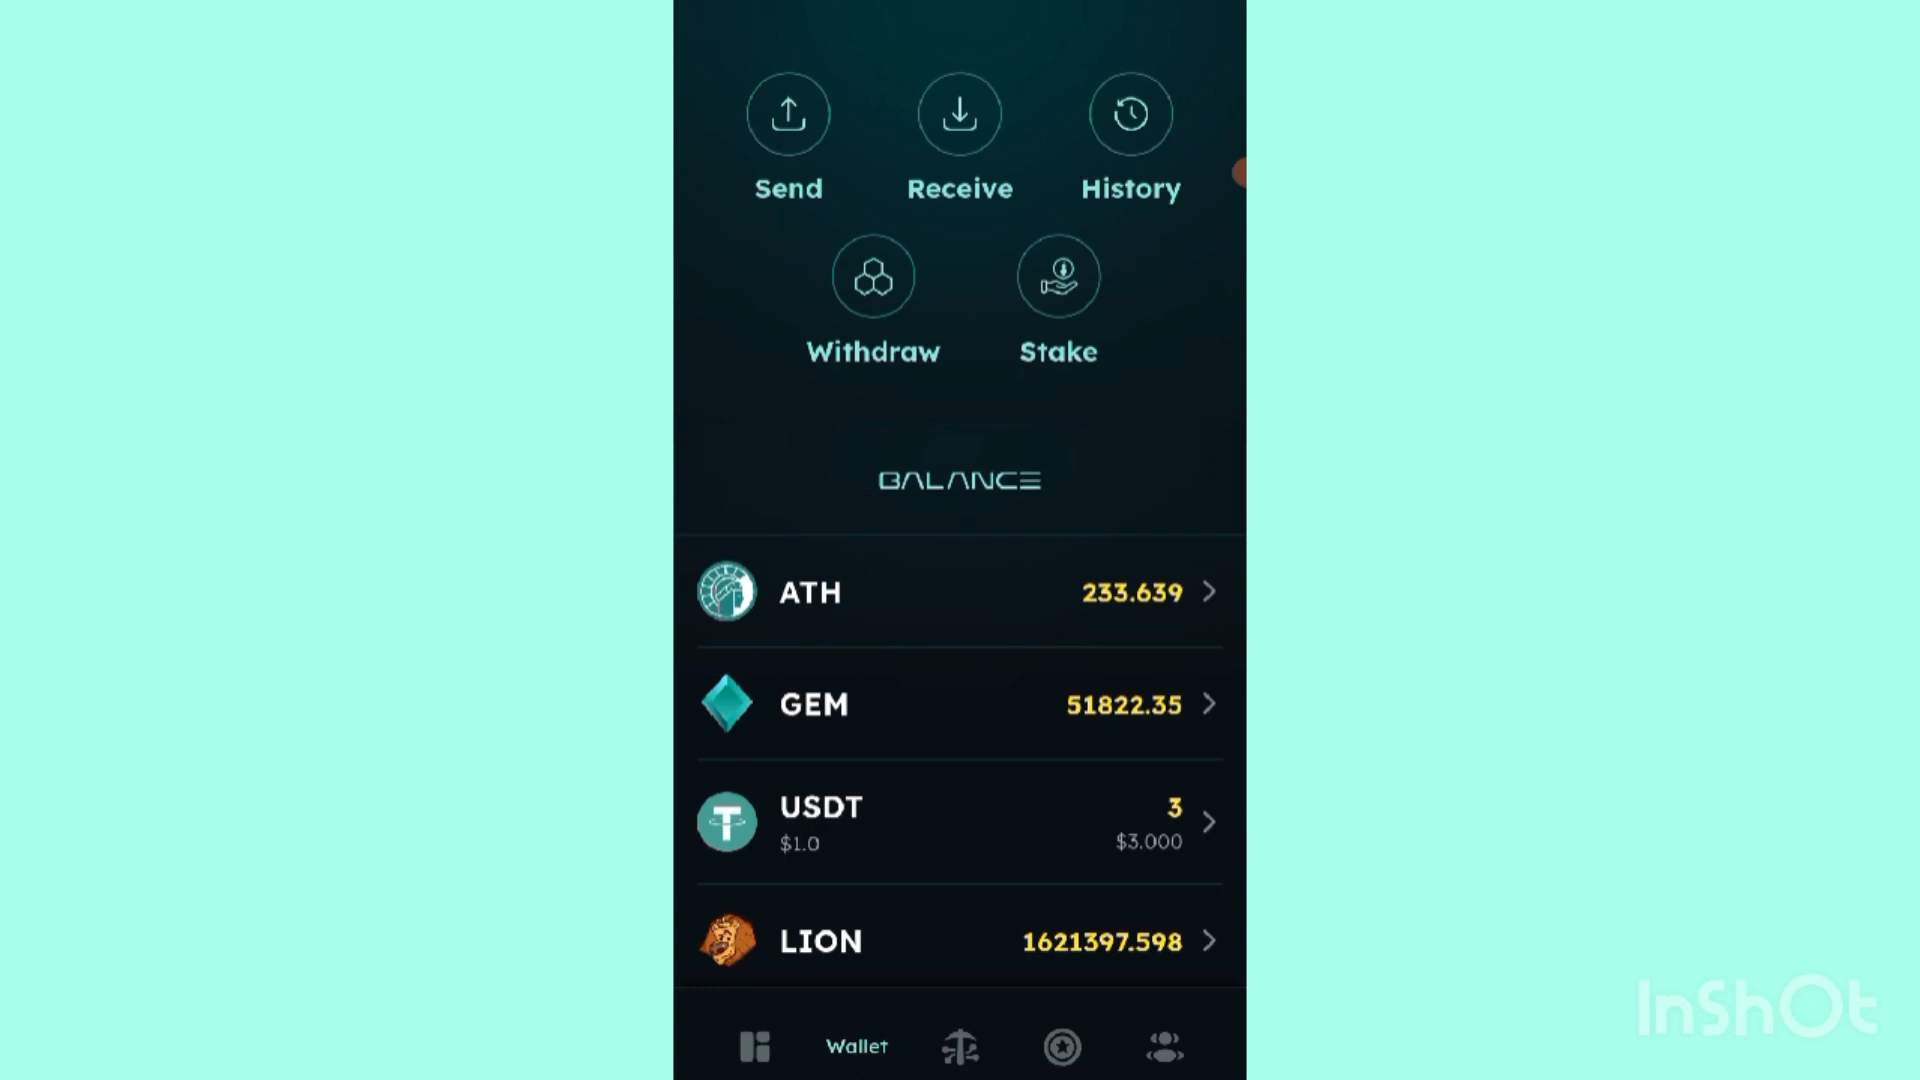 Send Receive History
Withdraw Stake
BALANCE
ATH 233.639
GEM 51822.35
USDT 3
$1.0 $3.000
LION 1621397.598
Wallet
InShOt